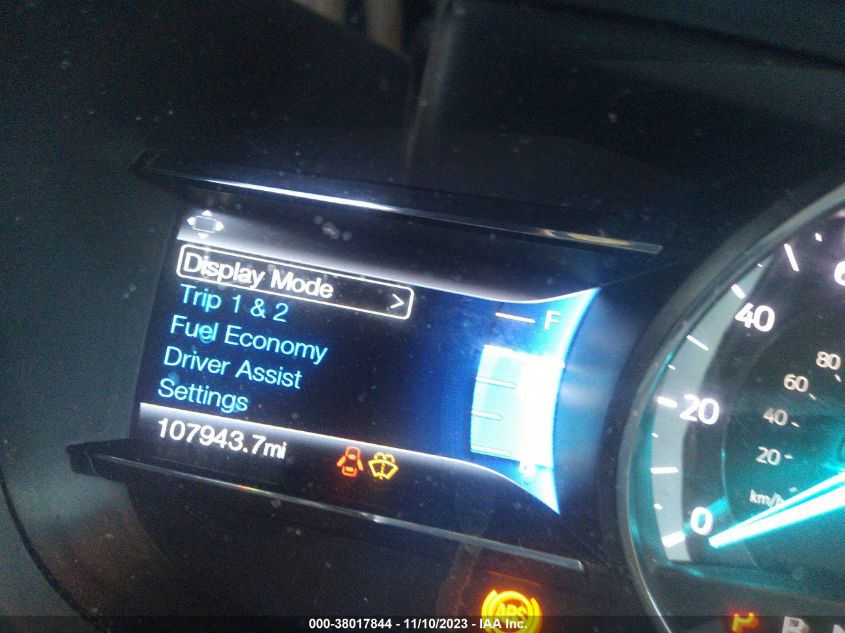 Display Mode >
Trip 1 & 2
Fuel Economy
Driver Assist
Settings
107943.7mi
F
40
20
0
80
60
40
20
km/h
ABS
P R
000-38017844 - 11/10/2023 - IAA Inc.